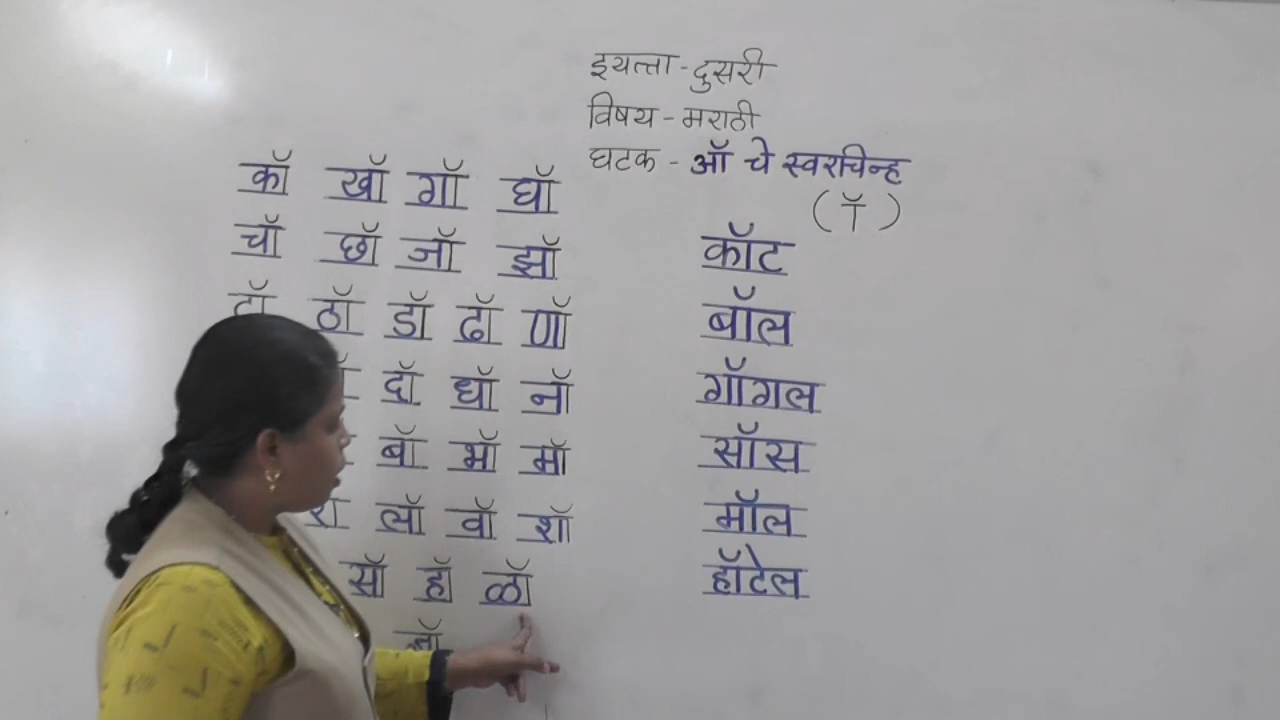 इयत्ता - दुसरी
विषय - मराठी
घटक - ऑ चे स्वरचिन्ह
(ॉ)
कॉ खॉ गॉ घॉ
चॉ छॉ जॉ झॉ
टॉ ठॉ डॉ ढॉ णॉ
दॉ धॉ नॉ
बॉ भॉ मॉ
लॉ वॉ शॉ
सॉ हॉ ळॉ
कॉट
बॉल
गॉगल
सॉस
मॉल
हॉटेल